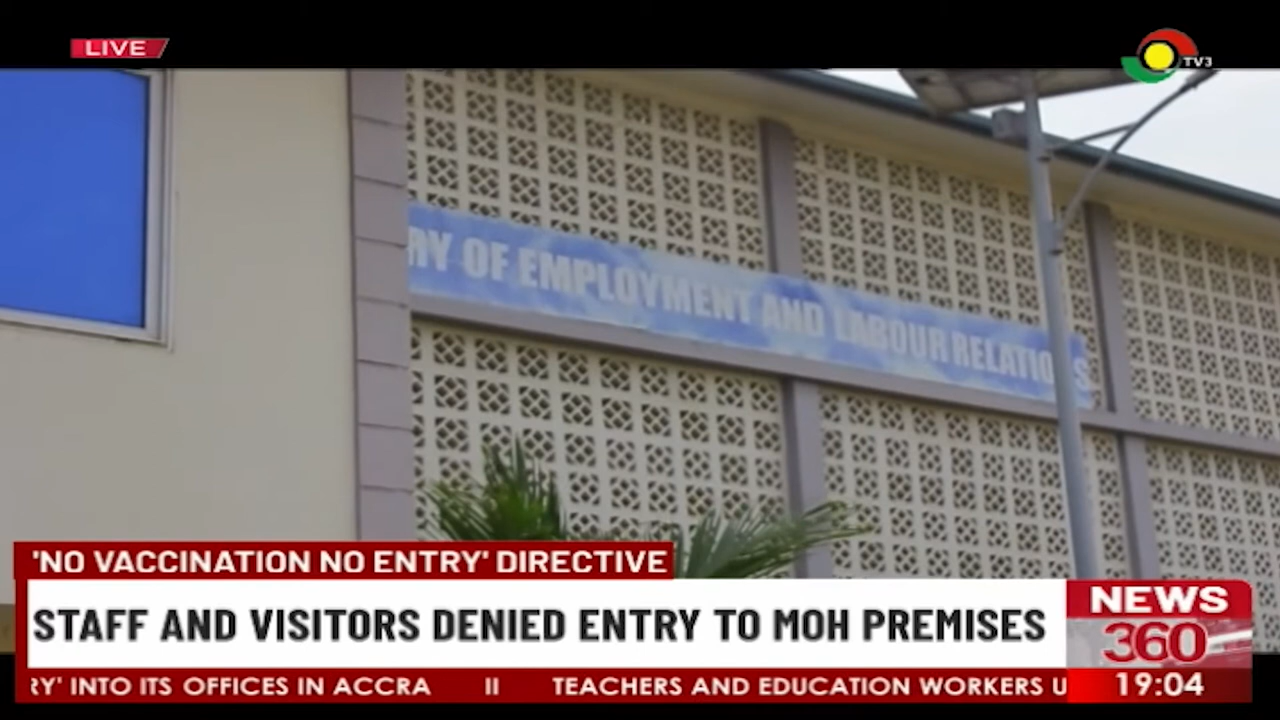 LIVE
TV3
RY OF EMPLOYMENT AND LABOUR RELATIONS
'NO VACCINATION NO ENTRY' DIRECTIVE
STAFF AND VISITORS DENIED ENTRY TO MOH PREMISES
NEWS
360
RY' INTO ITS OFFICES IN ACCRA II TEACHERS AND EDUCATION WORKERS U
19:04